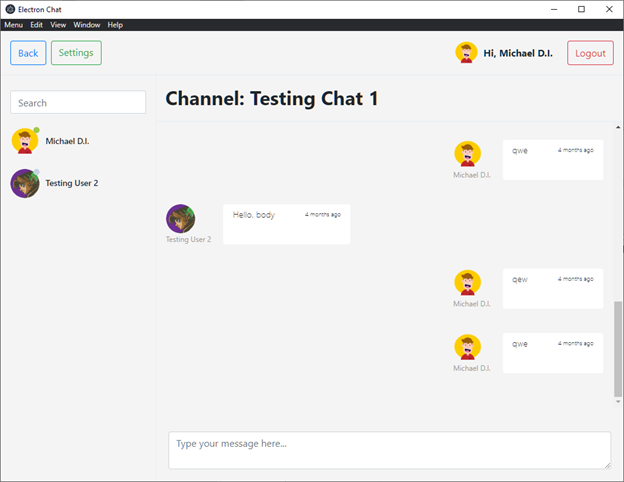 Electron Chat
Menu Edit View Window Help
Back Settings Hi, Michael D.I. Logout
Search
Michael D.I.
Testing User 2
Channel: Testing Chat 1
qwe 4 months ago
Michael D.I.
Hello, body 4 months ago
Testing User 2
qew 4 months ago
Michael D.I.
qwe 4 months ago
Michael D.I.
Type your message here...